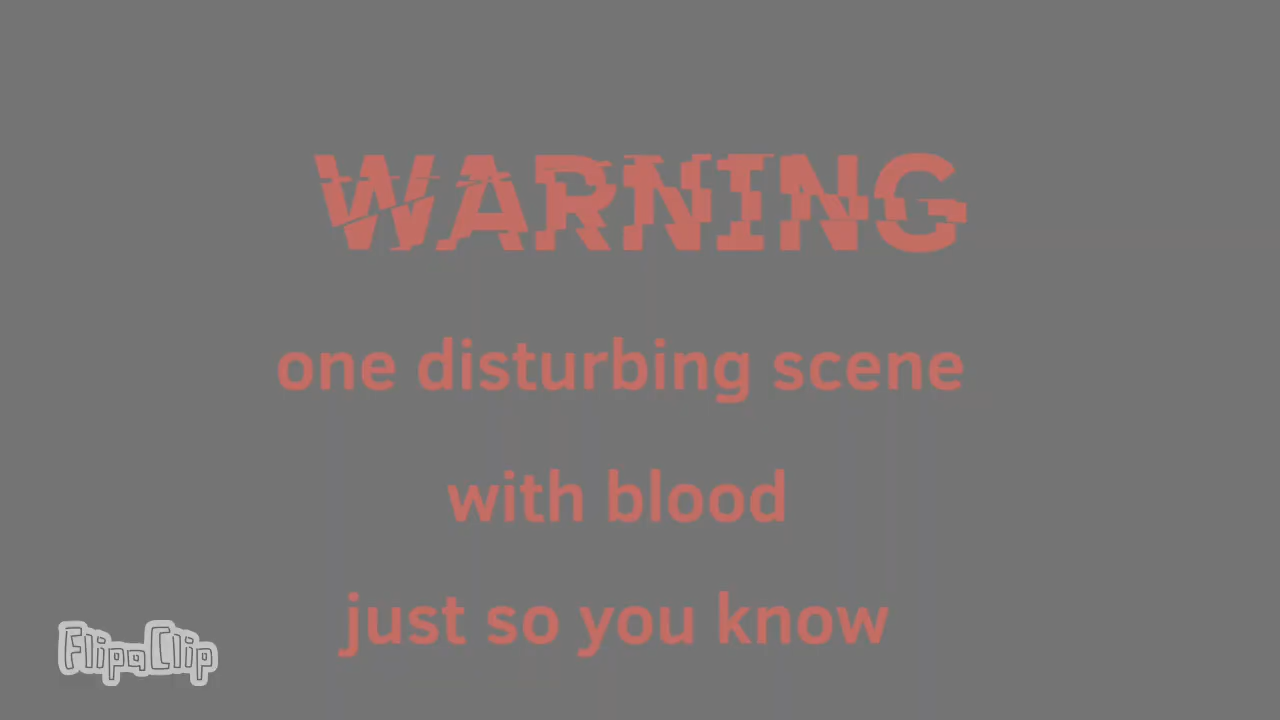 WARNING
one disturbing scene
with blood
just so you know
FlipaClip